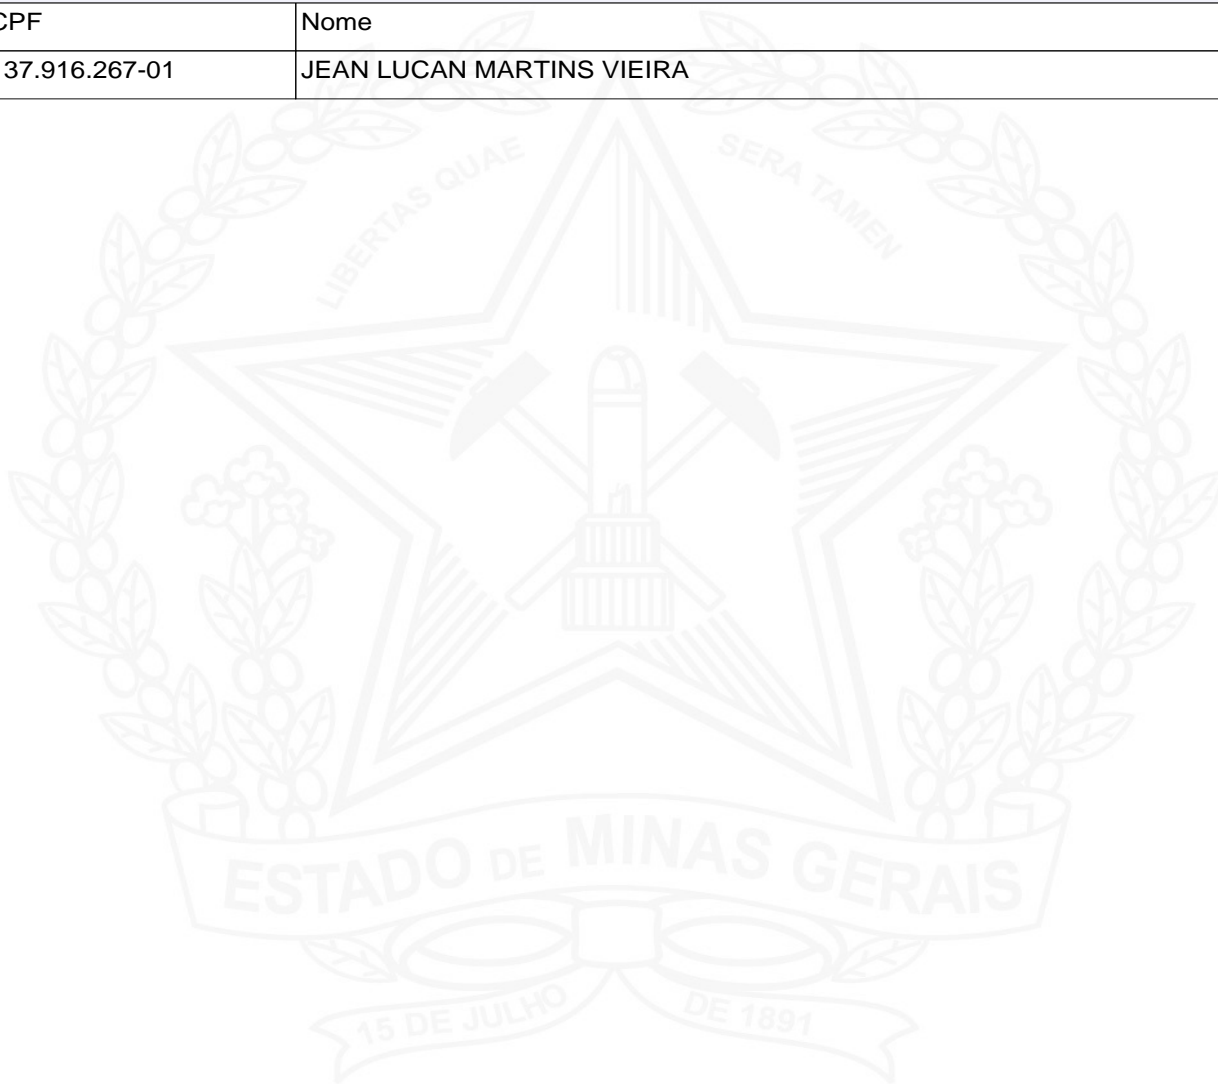 CPF Nome
37.916.267-01 JEAN LUCAN MARTINS VIEIRA
LIBERTAS QUAE SERA TAMEN
ESTADO DE MINAS GERAIS
15 DE JULHO DE 1891